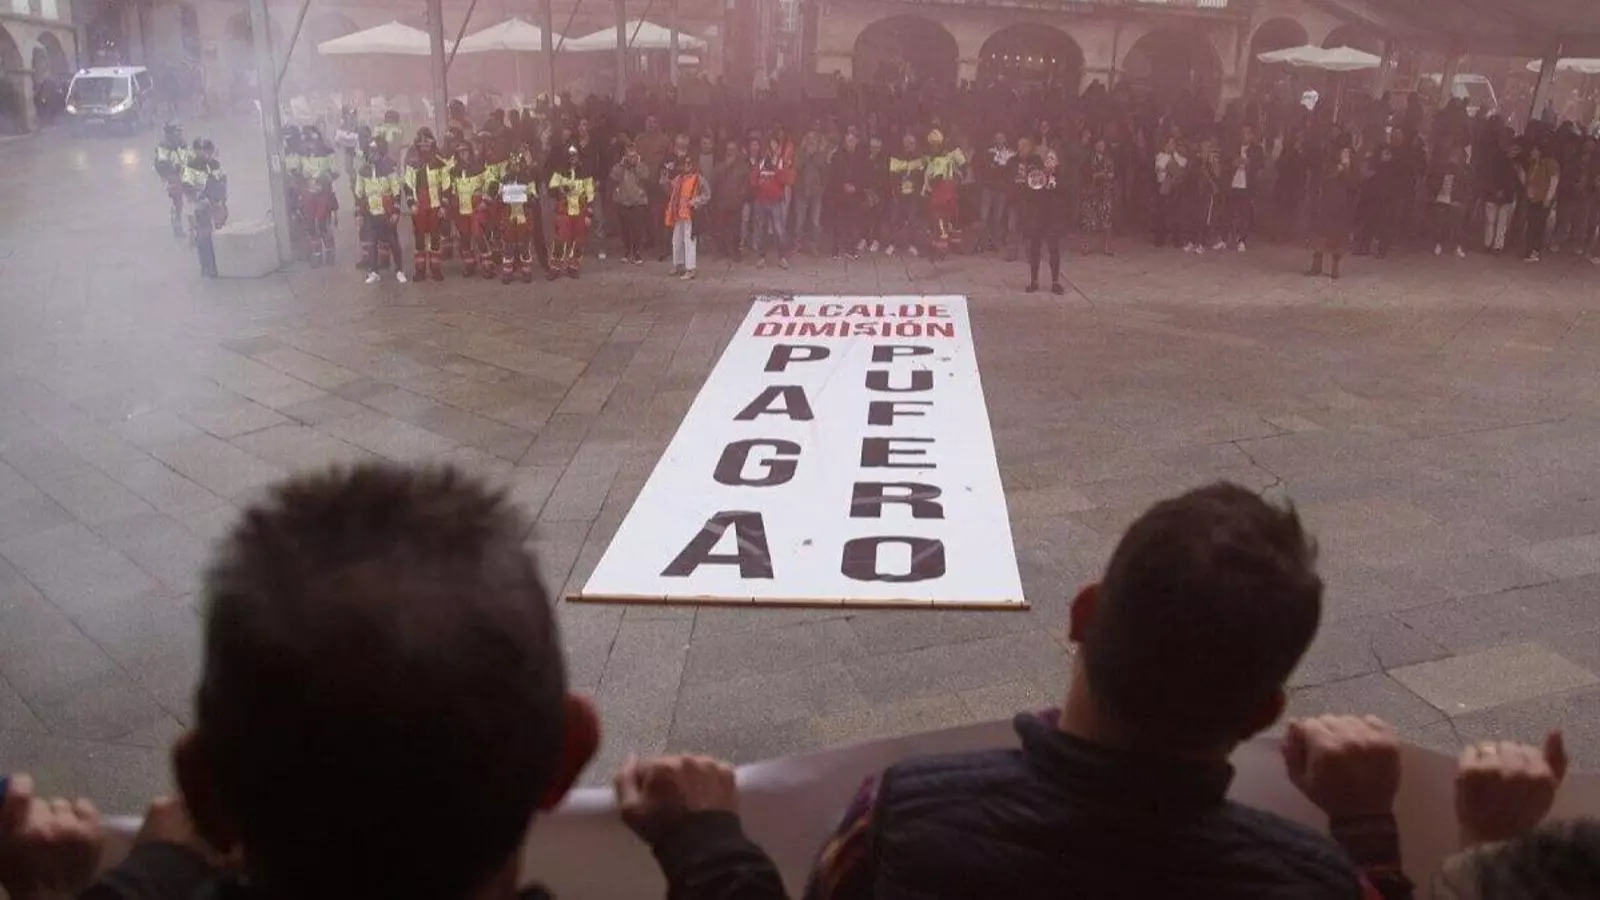 ALCALDE
DIMISIÓN
PAGA
PUFERO